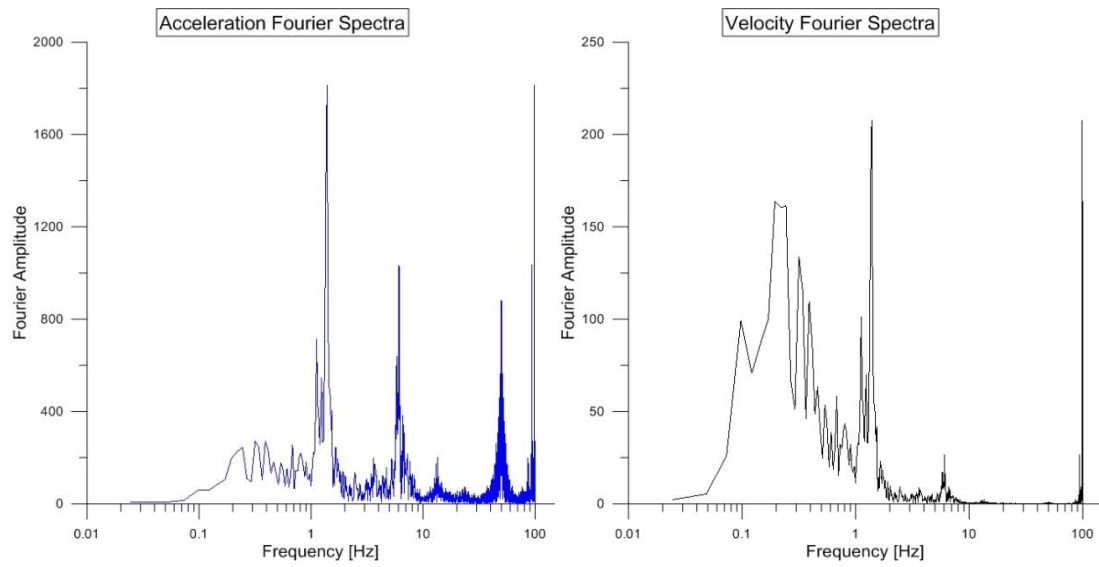 Acceleration Fourier Spectra
2000
1600
1200
800
400
0
Fourier Amplitude
0.01 0.1 1 10 100
Frequency [Hz]
Velocity Fourier Spectra
250
200
150
100
50
0
Fourier Amplitude
0.01 0.1 1 10 100
Frequency [Hz]